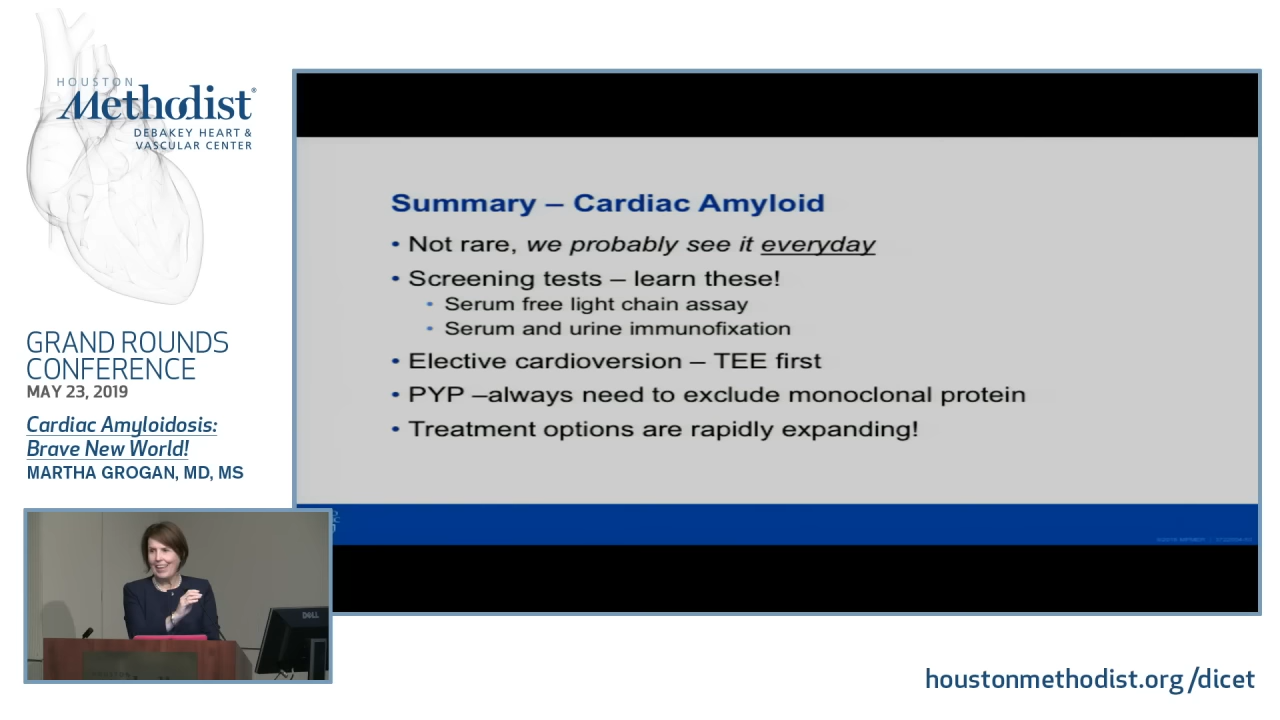 HOUSTON
Methodist®
DEBAKEY HEART &
VASCULAR CENTER
GRAND ROUNDS
CONFERENCE
MAY 23, 2019
Cardiac Amyloidosis:
Brave New World!
MARTHA GROGAN, MD, MS
Summary – Cardiac Amyloid
• Not rare, we probably see it everyday
• Screening tests – learn these!
• Serum free light chain assay
• Serum and urine immunofixation
• Elective cardioversion – TEE first
• PYP –always need to exclude monoclonal protein
• Treatment options are rapidly expanding!
DELL
houstonmethodist.org/dicet